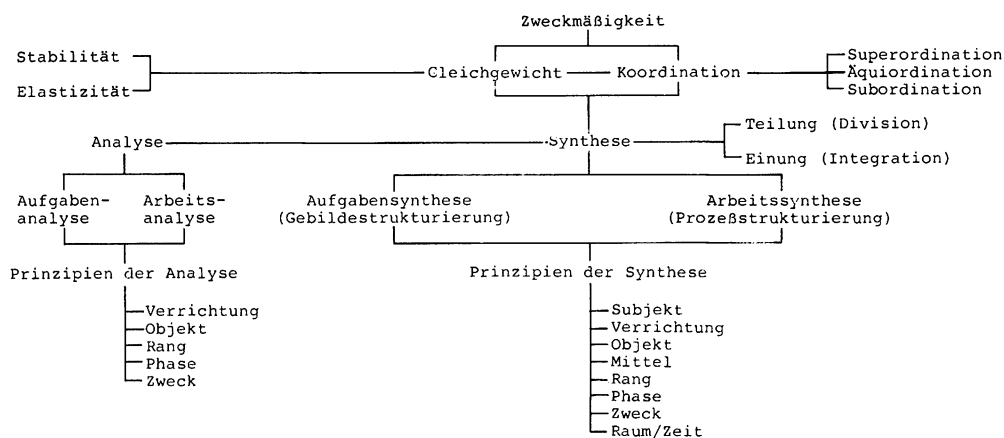 Zweckmäßigkeit
Stabilität
Elastizität
Gleichgewicht
Koordination
Superordination
Äquiordination
Subordination
Analyse
Synthese
Teilung (Division)
Einung (Integration)
Aufgaben-
analyse
Arbeits-
analyse
Aufgabensynthese
(Gebildestrukturierung)
Arbeitssynthese
(Prozeßstrukturierung)
Prinzipien der Analyse
Verrichtung
Objekt
Rang
Phase
Zweck
Prinzipien der Synthese
Subjekt
Verrichtung
Objekt
Mittel
Rang
Phase
Zweck
Raum/Zeit